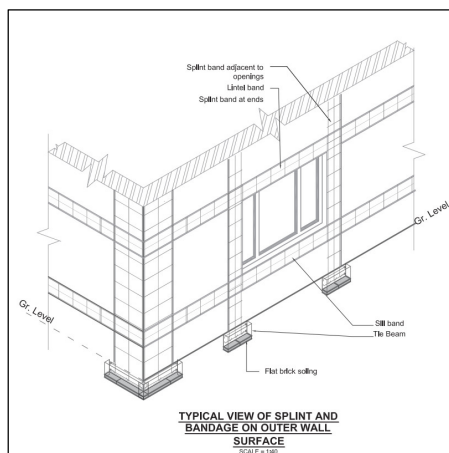 Splint band adjacent to
openings
Lintel band
Splint band at ends
Gr. Level
Gr. Level
Sill band
Tie Beam
Flat brick soling
TYPICAL VIEW OF SPLINT AND
BANDAGE ON OUTER WALL
SURFACE
SCALE = 1:40